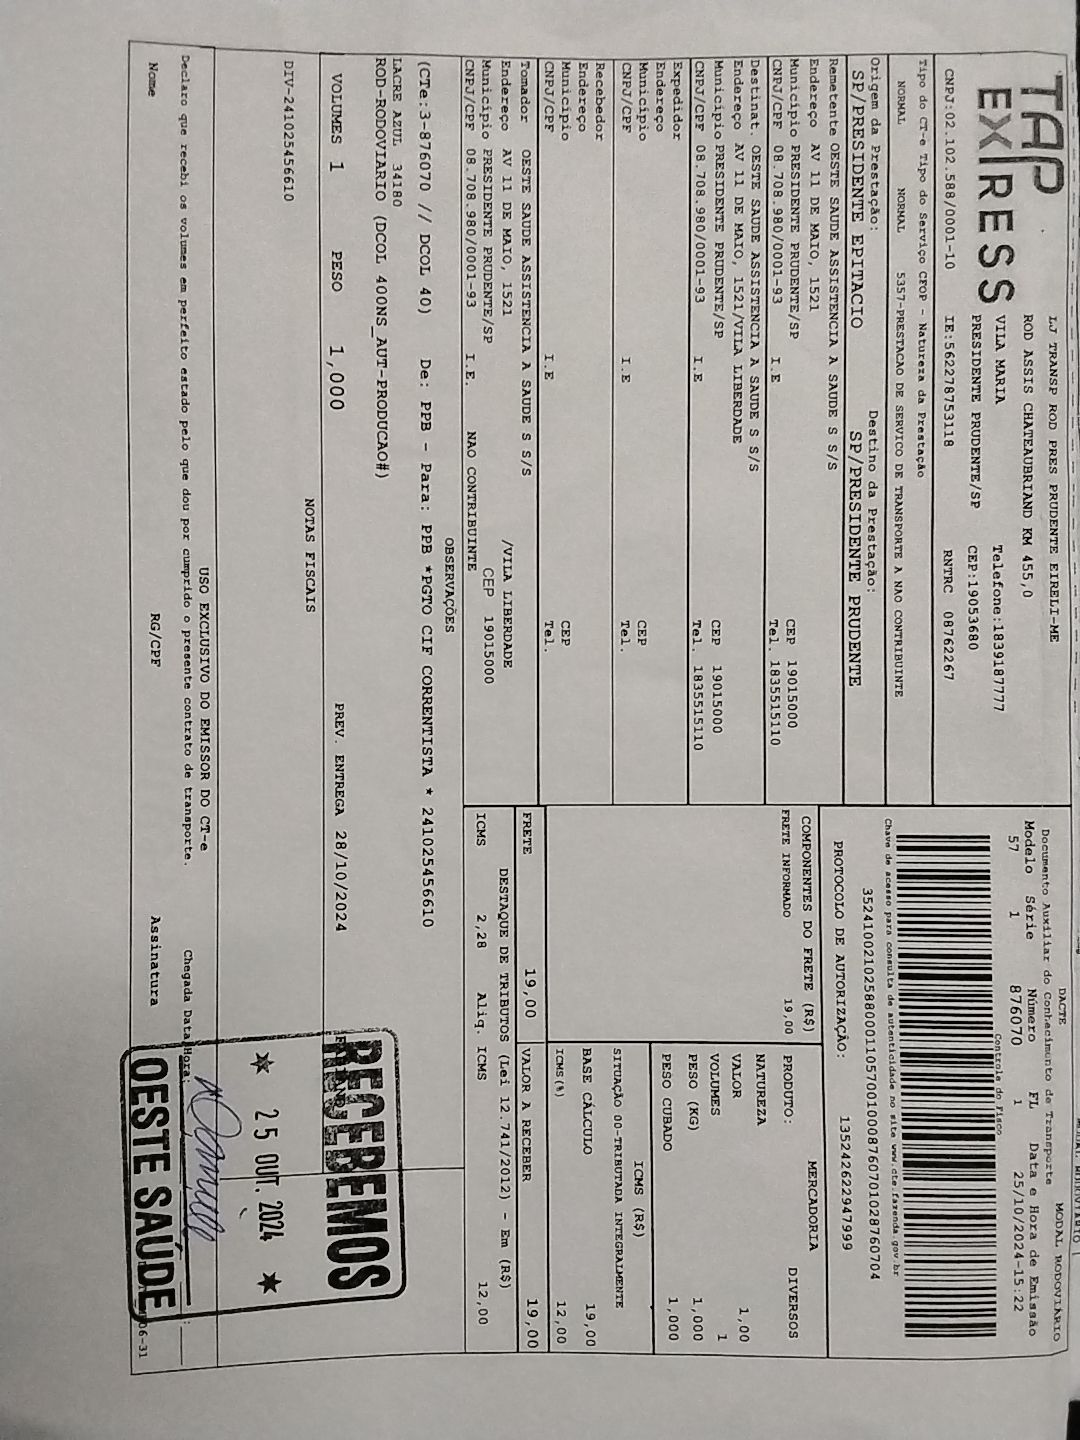 TAP
EXPRESS
LJ TRANSP ROD PRES PRUDENTE EIRELI-ME
ROD ASSIS CHATEAUBRIAND KM 455,0
VILA MARIA Telefone:1839187777
PRESIDENTE PRUDENTE/SP CEP:19053680
CNPJ:02.102.588/0001-10 IE:562278753118 RNTRC 08762267
Tipo do CT-e Tipo do Serviço CFOP - Natureza da Prestação
NORMAL NORMAL 5357-PRESTACAO DE SERVICO DE TRANSPORTE A NAO CONTRIBUINTE
Origem da Prestação: Destino da Prestação:
SP/PRESIDENTE EPITACIO SP/PRESIDENTE PRUDENTE
Remetente OESTE SAUDE ASSISTENCIA A SAUDE S S/S
Endereço AV 11 DE MAIO, 1521
Município PRESIDENTE PRUDENTE/SP CEP 19015000
CNPJ/CPF 08.708.980/0001-93 I.E Tel. 1835515110
Destinat. OESTE SAUDE ASSISTENCIA A SAUDE S S/S
Endereço AV 11 DE MAIO, 1521/VILA LIBERDADE
Município PRESIDENTE PRUDENTE/SP CEP 19015000
CNPJ/CPF 08.708.980/0001-93 I.E Tel. 1835515110
Expedidor
Endereço
Município CEP
CNPJ/CPF I.E Tel.
Recebedor
Endereço
Município CEP
CNPJ/CPF I.E Tel.
Tomador OESTE SAUDE ASSISTENCIA A SAUDE S S/S
Endereço AV 11 DE MAIO, 1521 /VILA LIBERDADE
Município PRESIDENTE PRUDENTE/SP CEP 19015000
CNPJ/CPF 08.708.980/0001-93 I.E. NAO CONTRIBUINTE
DACTE MODAL RODOVIÁRIO
Documento Auxiliar do Conhecimento de Transporte
Modelo Série Número FL Data e Hora de Emissão
57 1 876070 1 25/10/2024-15:22
Controle do Fisco
Chave de acesso para consulta de autenticidade no site www.cte.fazenda.gov.br
35241002102588000110570010008760701028760704
PROTOCOLO DE AUTORIZAÇÃO: 135242622947999
COMPONENTES DO FRETE (R$)
FRETE INFORMADO 19,00
MERCADORIA
PRODUTO: DIVERSOS
NATUREZA
VALOR 1,00
VOLUMES 1
PESO (KG) 1,000
PESO CUBADO 1,000
ICMS (R$)
SITUAÇÃO 00-TRIBUTADA INTEGRALMENTE
BASE CÁLCULO 19,00
ICMS(%) 12,00
FRETE 19,00 VALOR A RECEBER 19,00
DESTAQUE DE TRIBUTOS (Lei 12.741/2012) - Em (R$)
ICMS 2,28 Aliq. ICMS 12,00
OBSERVAÇÕES
(CTe:3-876070 // DCOL 40) De: PPB - Para: PPB *PGTO CIF CORRENTISTA * 241025456610
LACRE AZUL 34180
ROD-RODOVIARIO (DCOL 400NS_AUT-PRODUCAO#)
VOLUMES 1 PESO 1,000 PREV. ENTREGA 28/10/2024
NOTAS FISCAIS
DIV-241025456610
USO EXCLUSIVO DO EMISSOR DO CT-e
Declaro que recebi os volumes em perfeito estado pelo que dou por cumprido o presente contrato de transporte. Chegada Data/Hora:
Nome RG/CPF Assinatura
RECEBEMOS
25 OUT. 2024
OESTE SAÚDE